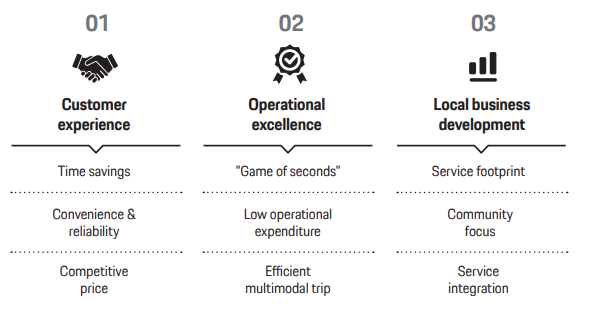 01
Customer
experience
Time savings
Convenience &
reliability
Competitive
price
02
Operational
excellence
"Game of seconds"
Low operational
expenditure
Efficient
multimodal trip
03
Local business
development
Service footprint
Community
focus
Service
integration